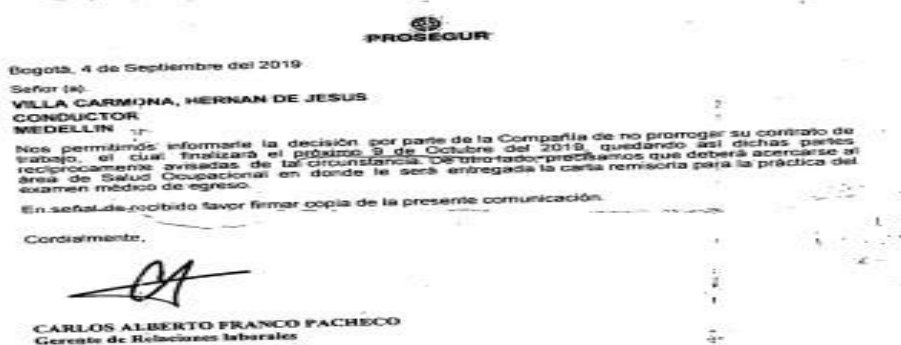 PROSEGUR
Bogotá, 4 de Septiembre del 2019
Señor (a).
VILLA CARMONA, HERNAN DE JESUS
CONDUCTOR
MEDELLIN
Nos permitimos informarle la decisión por parte de la Compañía de no prorrogar su contrato de
trabajo, el cual finalizará el próximo 9 de Octubre del 2019, quedando así dichas partes
recíprocamente avisadas de tal circunstancia. De otro lado, precisamos que deberá acercarse al
área de Salud Ocupacional en donde le será entregada la carta remisoria para la práctica del
examen médico de egreso.
En señal de recibido favor firmar copia de la presente comunicación.
Cordialmente,
CARLOS ALBERTO FRANCO PACHECO
Gerente de Relaciones laborales